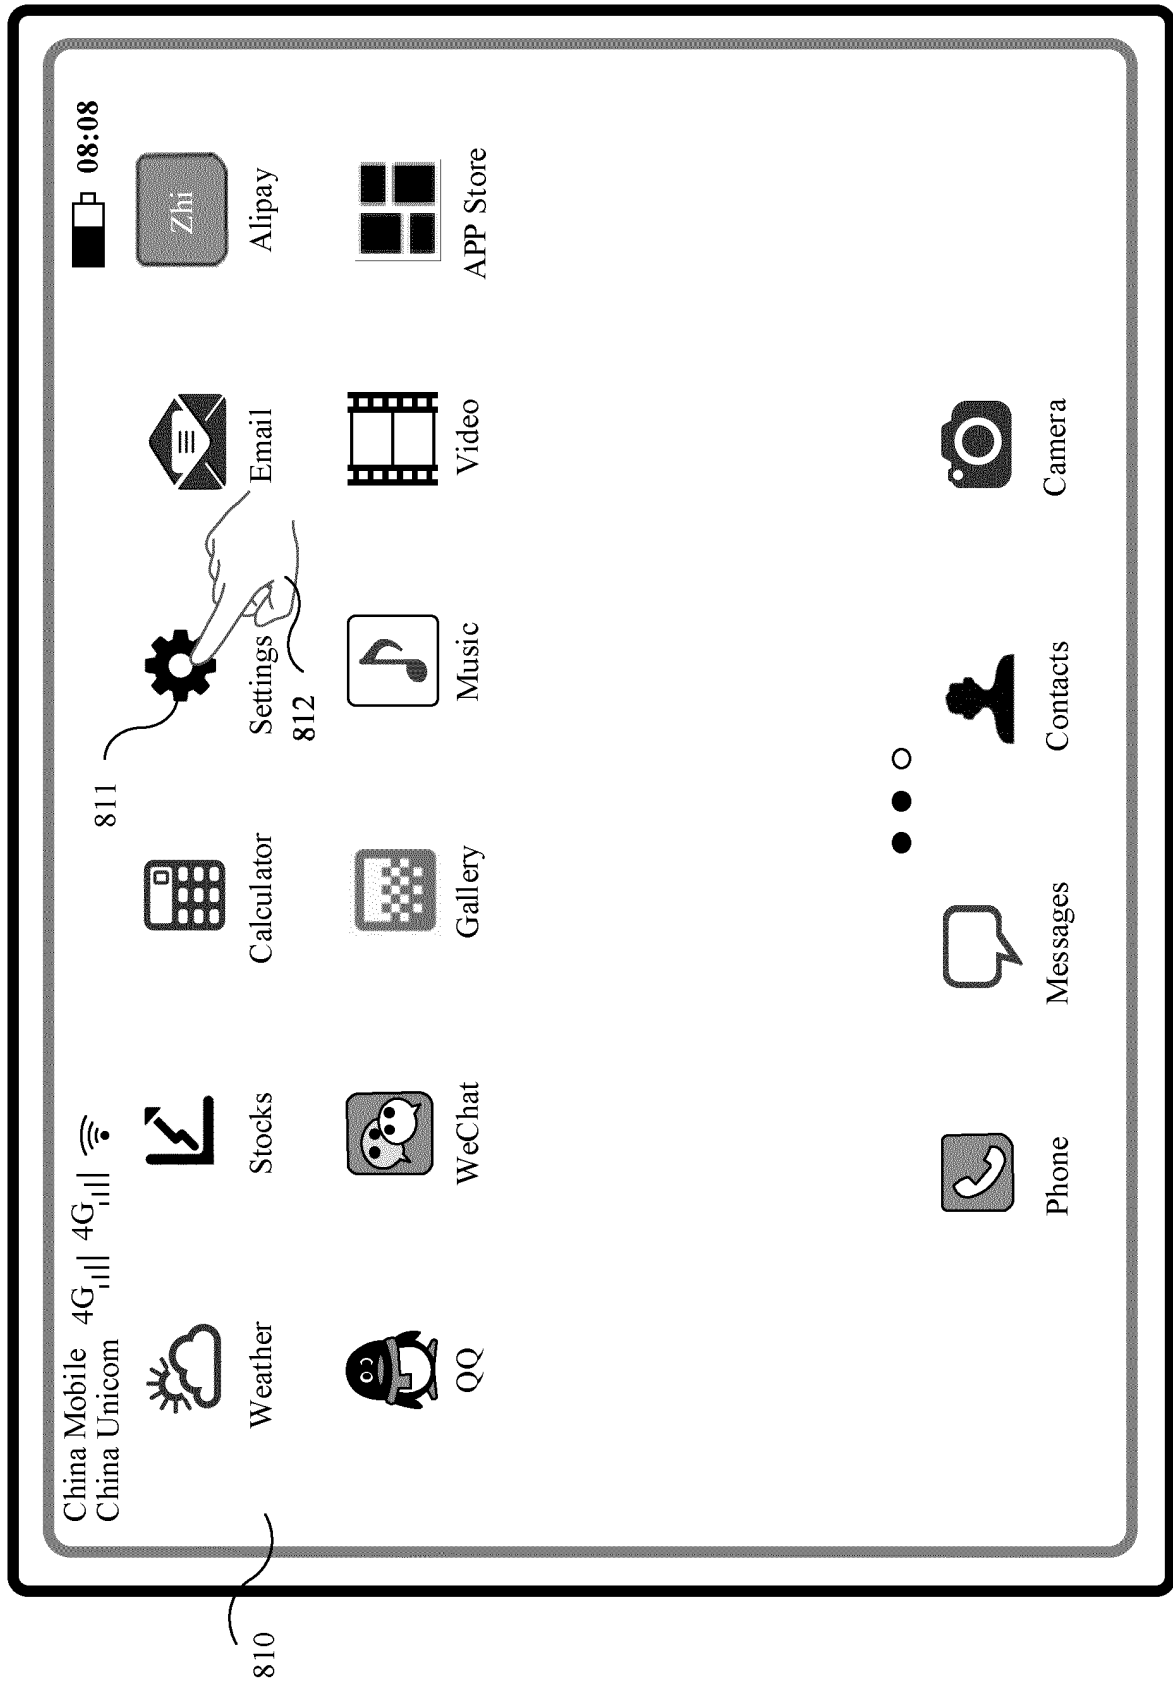 China Mobile 4G 4G 08:08
China Unicom
811
Zhi
Weather Stocks Calculator Settings Email Alipay
812
QQ WeChat Gallery Music Video APP Store
Phone Messages Contacts Camera
810